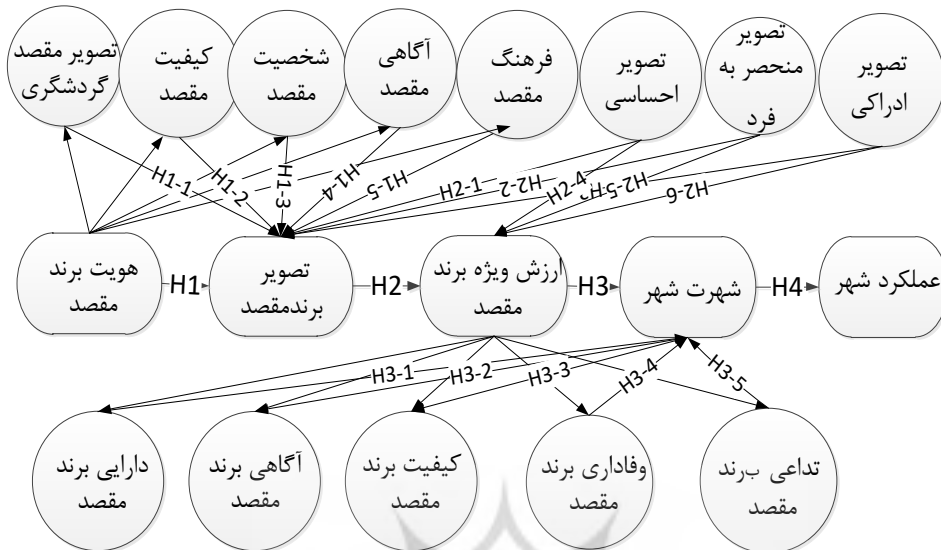 تصویر مقصد
گردشگری
کیفیت
مقصد
شخصیت
مقصد
آگاهی
مقصد
فرهنگ
مقصد
تصویر
احساسی
تصویر
منحصر به
فرد
تصویر
ادراکی
H1-1
H1-2
H1-3
H1-4
H1-5
H2-1
H2-2
H2-4
H2-5
H2-6
هویت برند
مقصد
H1
تصویر
برندمقصد
H2
ارزش ویژه برند
مقصد
H3
شهرت شهر
H4
عملکرد شهر
H3-1
H3-2
H3-3
H3-4
H3-5
دارایی برند
مقصد
آگاهی برند
مقصد
کیفیت برند
مقصد
وفاداری برند
مقصد
تداعی برند
مقصد